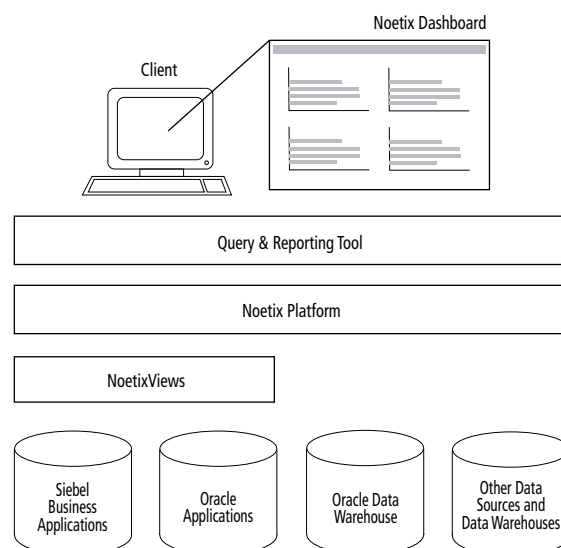 Noetix Dashboard
Client
Query & Reporting Tool
Noetix Platform
NoetixViews
Siebel
Business
Applications
Oracle
Applications
Oracle Data
Warehouse
Other Data
Sources and
Data Warehouses